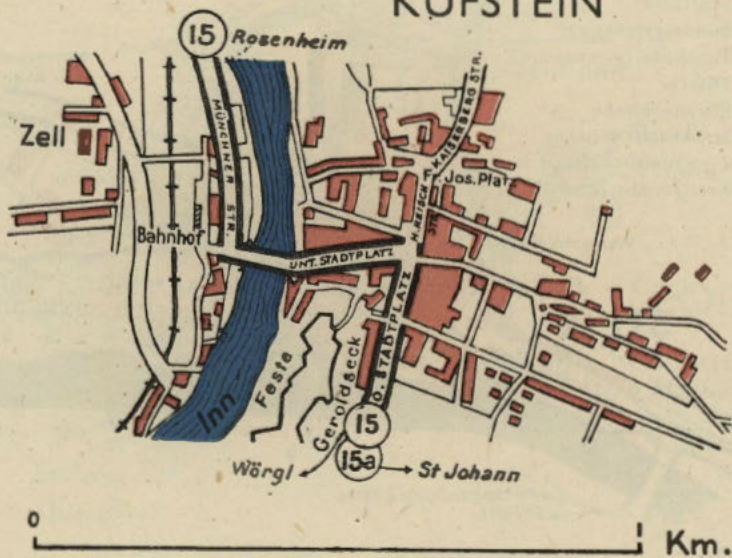 KUFSTEIN
15 Rosenheim
Zell
MÜNCHNER STR.
KAISERBERG STR.
Fr. Jos. Platz
H. REISCH STR.
Bahnhof
UNT. STADTPLATZ
O. STADTPLATZ
Inn
Feste
Geroldseck
15
15a
Wörgl
St Johann
0
1 Km.